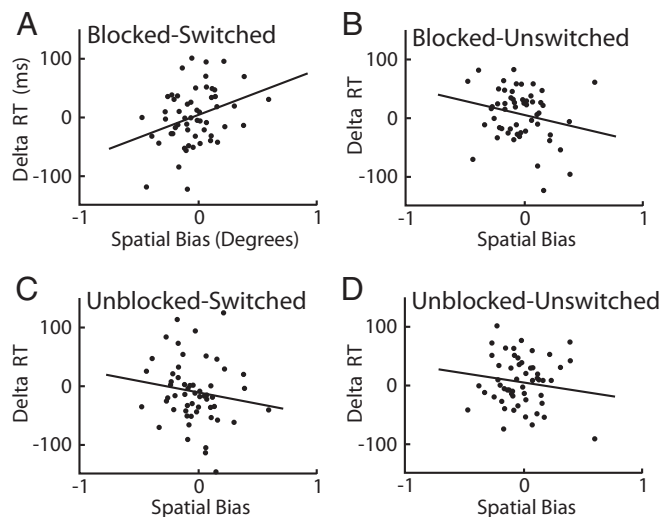 A
Blocked-Switched
Delta RT (ms)
100
0
-100
-1
0
1
Spatial Bias (Degrees)
B
Blocked-Unswitched
Delta RT
100
0
-100
-1
0
1
Spatial Bias
C
Unblocked-Switched
Delta RT
100
0
-100
-1
0
1
Spatial Bias
D
Unblocked-Unswitched
Delta RT
100
0
-100
-1
0
1
Spatial Bias